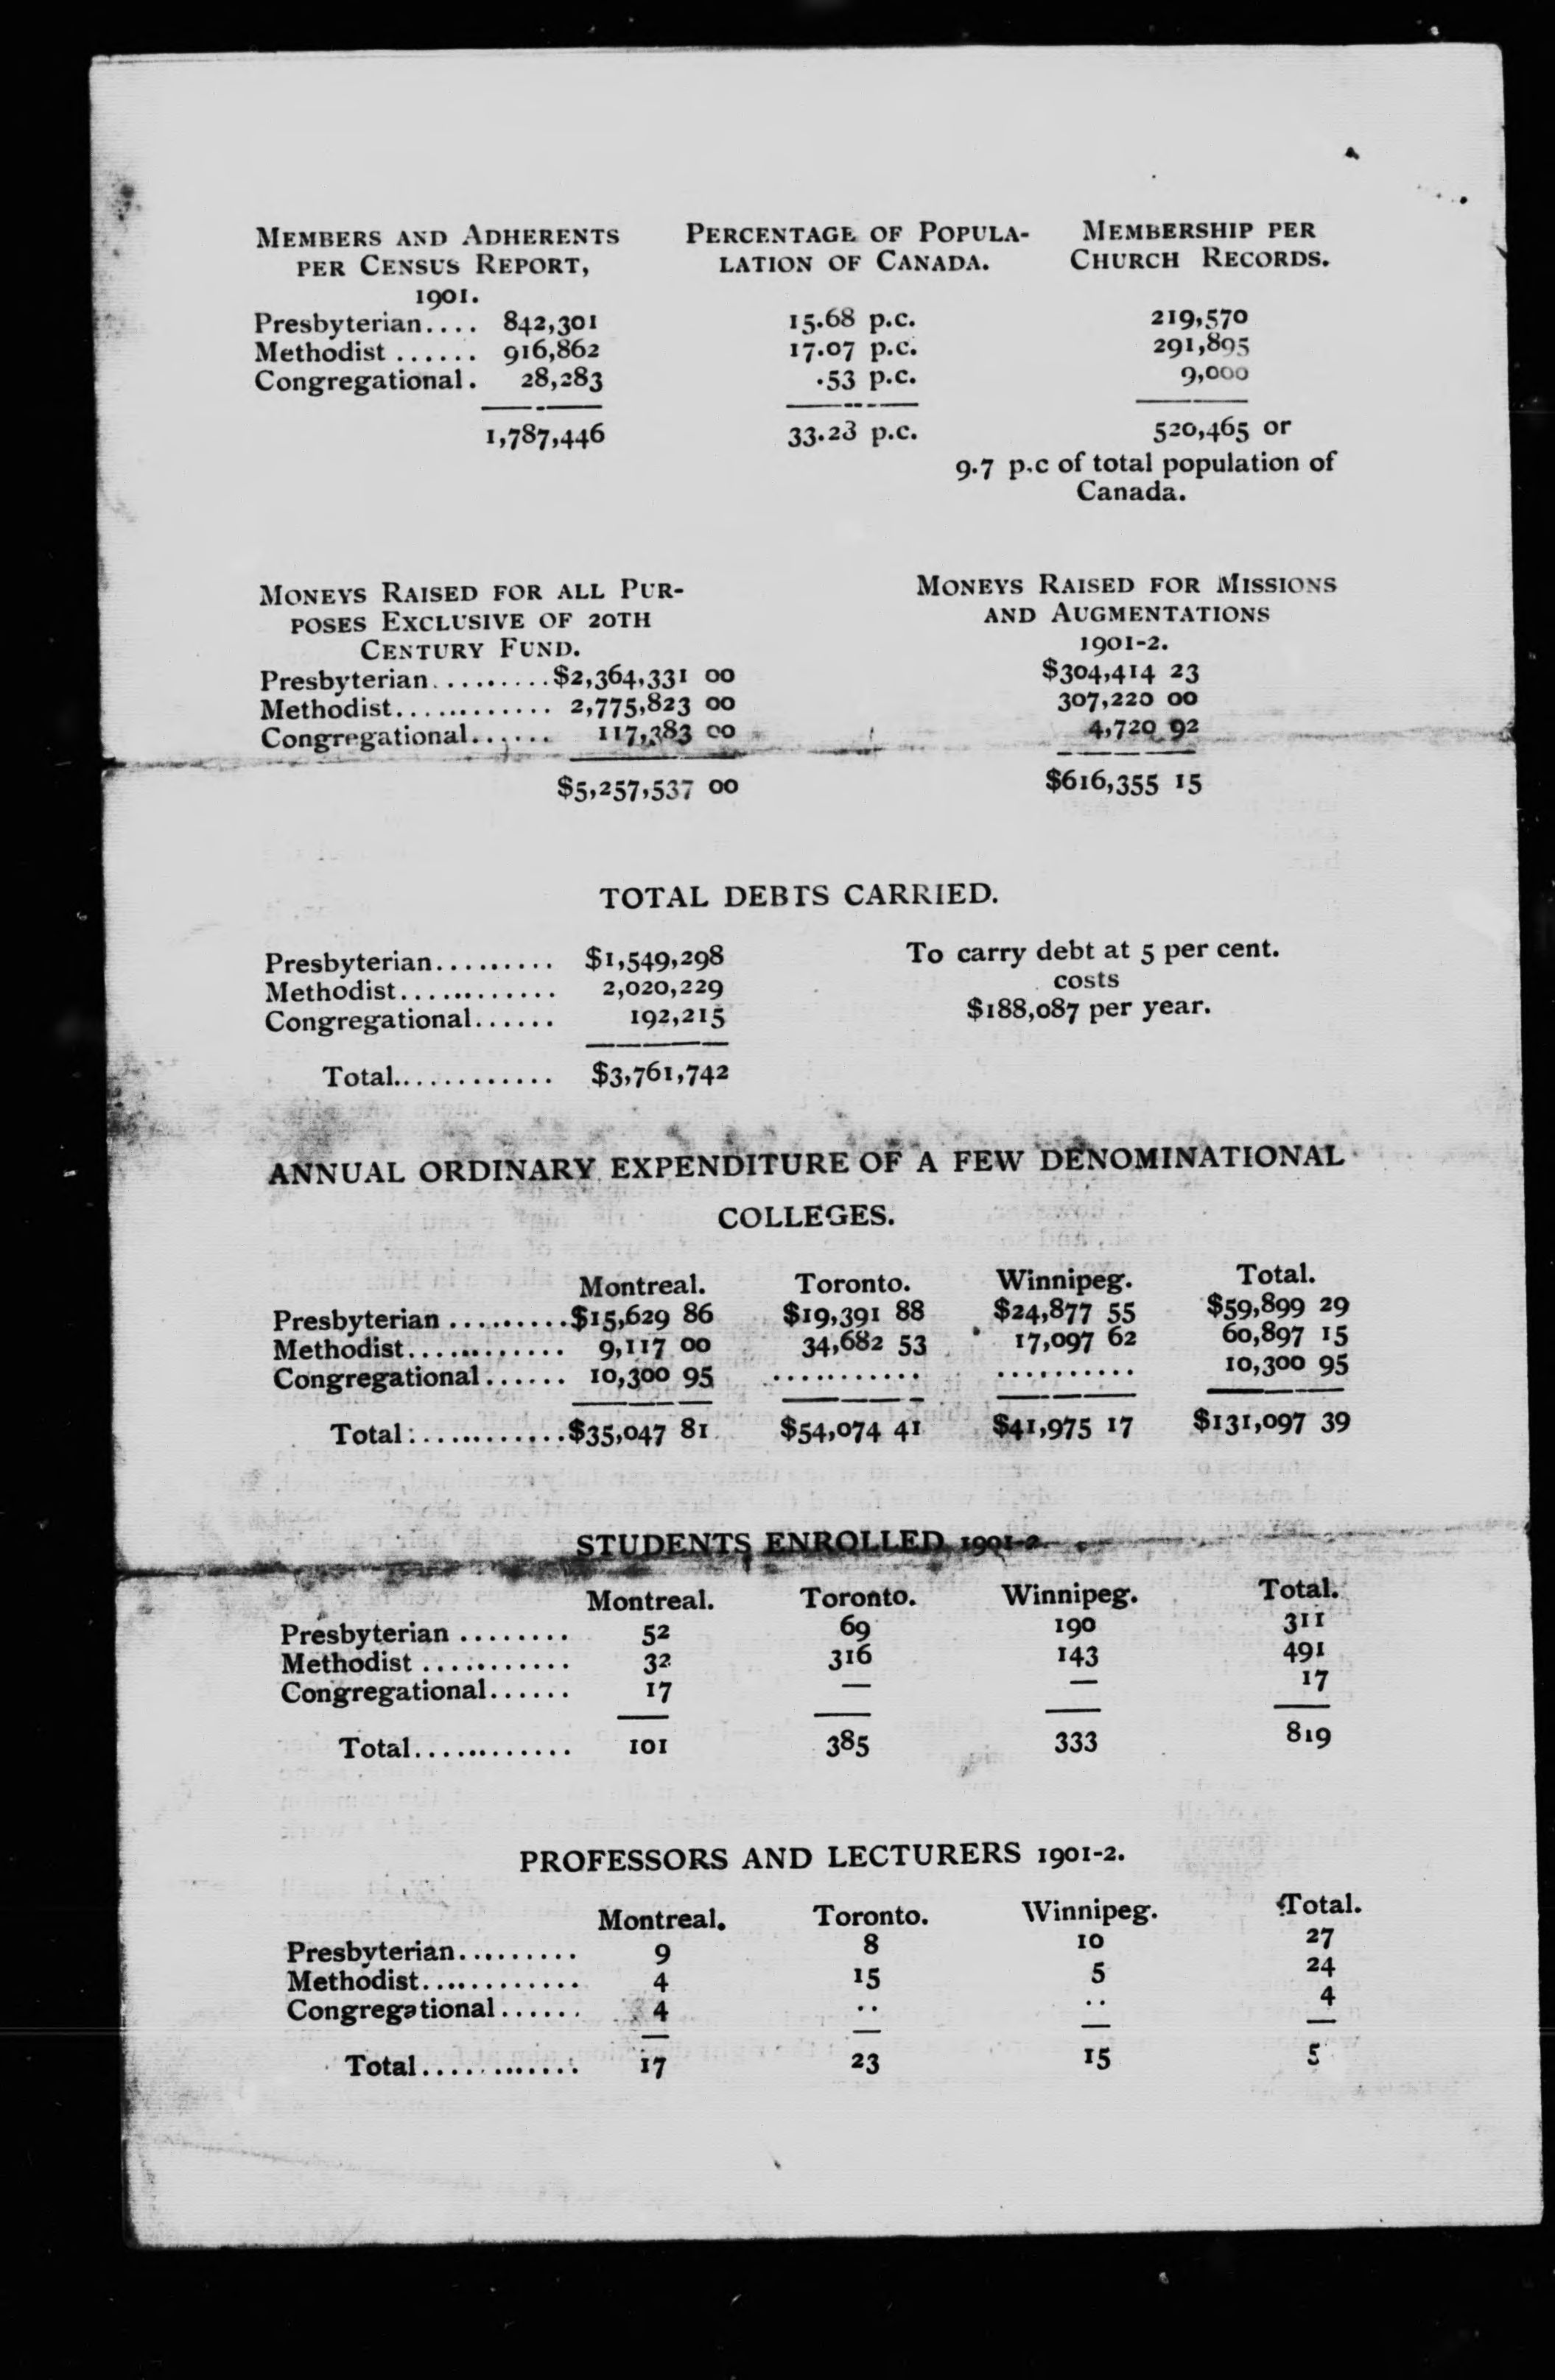 MEMBERS AND ADHERENTS PERCENTAGE OF POPULA- MEMBERSHIP PER
PER CENSUS REPORT, LATION OF CANADA. CHURCH RECORDS.
1901.
Presbyterian.... 842,301 15.68 p.c. 219,570
Methodist ...... 916,862 17.07 p.c. 291,895
Congregational. 28,283 .53 p.c. 9,000
1,787,446 33.28 p.c. 520,465 or
9.7 p.c of total population of
Canada.
MONEYS RAISED FOR ALL PUR- MONEYS RAISED FOR MISSIONS
POSES EXCLUSIVE OF 20TH AND AUGMENTATIONS
CENTURY FUND. 1901-2.
Presbyterian.........$2,364,331 00 $304,414 23
Methodist............ 2,775,823 00 307,220 00
Congregational...... 117,383 00 4,720 92
$5,257,537 00 $616,355 15
TOTAL DEBTS CARRIED.
Presbyterian......... $1,549,298 To carry debt at 5 per cent.
Methodist............ 2,020,229 costs
Congregational...... 192,215 $188,087 per year.
Total............ $3,761,742
ANNUAL ORDINARY EXPENDITURE OF A FEW DENOMINATIONAL
COLLEGES.
Montreal. Toronto. Winnipeg. Total.
Presbyterian .........$15,629 86 $19,391 88 $24,877 55 $59,899 29
Methodist............ 9,117 00 34,682 53 17,097 62 60,897 15
Congregational...... 10,300 95 ........... .......... 10,300 95
Total............$35,047 81 $54,074 41 $41,975 17 $131,097 39
STUDENTS ENROLLED 1901-2.
Montreal. Toronto. Winnipeg. Total.
Presbyterian ........ 52 69 190 311
Methodist ........... 32 316 143 491
Congregational...... 17 — — 17
Total............ 101 385 333 819
PROFESSORS AND LECTURERS 1901-2.
Montreal. Toronto. Winnipeg. Total.
Presbyterian......... 9 8 10 27
Methodist............ 4 15 5 24
Congregational...... 4 .. .. 4
Total............ 17 23 15 5